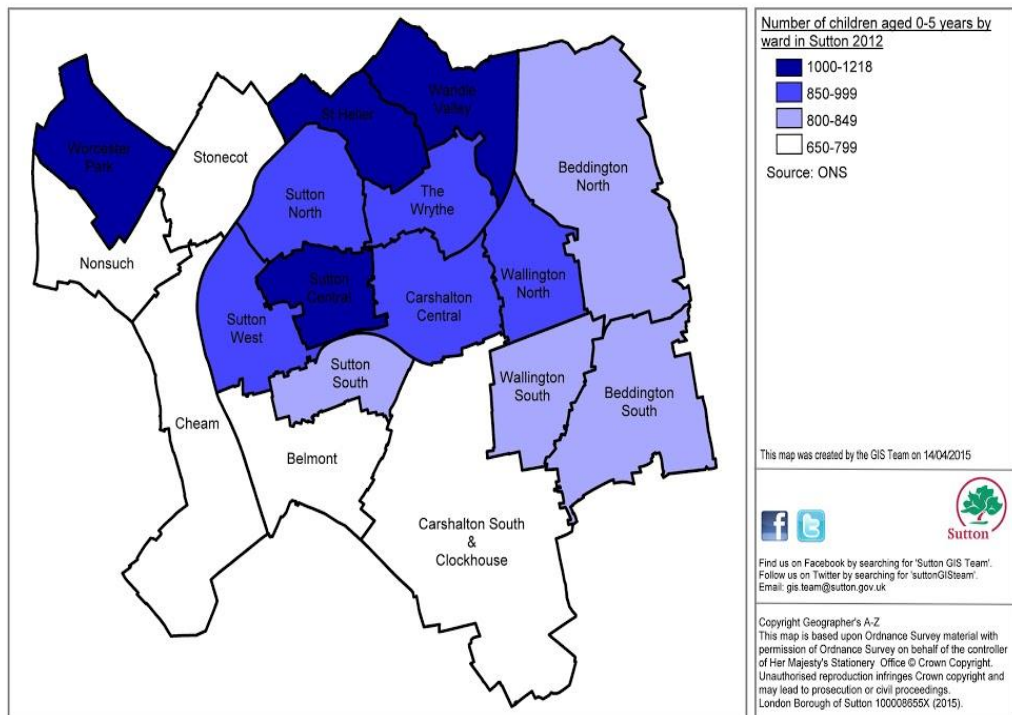 Worcester
Park
Stonecot
St Helier
Wandle
Valley
Beddington
North
Sutton
North
The
Wrythe
Nonsuch
Sutton
Central
Carshalton
Central
Wallington
North
Sutton
West
Sutton
South
Wallington
South
Beddington
South
Cheam
Belmont
Carshalton South
&
Clockhouse
Number of children aged 0-5 years by
ward in Sutton 2012
1000-1218
850-999
800-849
650-799
Source: ONS
This map was created by the GIS Team on 14/04/2015
f
t
Sutton
Find us on Facebook by searching for 'Sutton GIS Team'.
Follow us on Twitter by searching for 'suttonGISteam'.
Email: gis.team@sutton.gov.uk
Copyright Geographer's A-Z
This map is based upon Ordnance Survey material with
permission of Ordnance Survey on behalf of the controller
of Her Majesty's Stationery Office © Crown Copyright.
Unauthorised reproduction infringes Crown copyright and
may lead to prosecution or civil proceedings.
London Borough of Sutton 100008655X (2015).